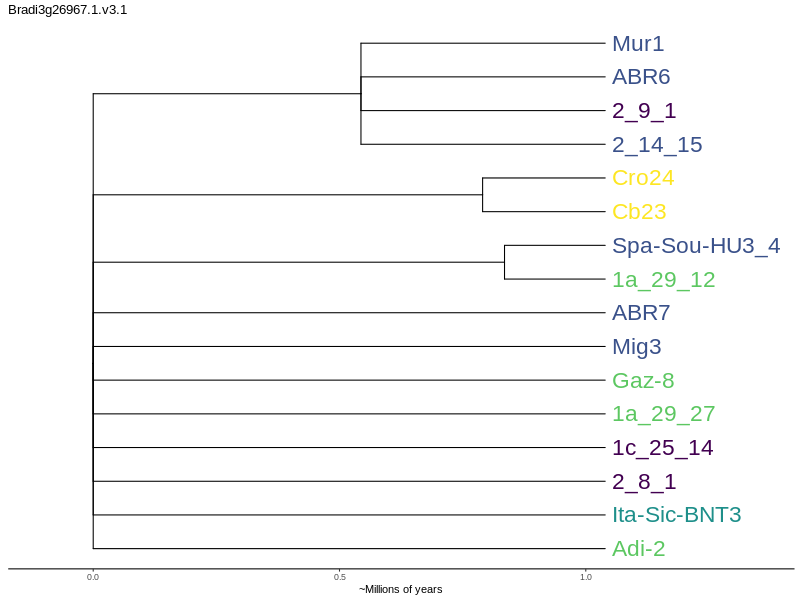 Bradi3g26967.1.v3.1
Mur1
ABR6
2_9_1
2_14_15
Cro24
Cb23
Spa-Sou-HU3_4
1a_29_12
ABR7
Mig3
Gaz-8
1a_29_27
1c_25_14
2_8_1
Ita-Sic-BNT3
Adi-2
0.0 0.5 1.0
~Millions of years